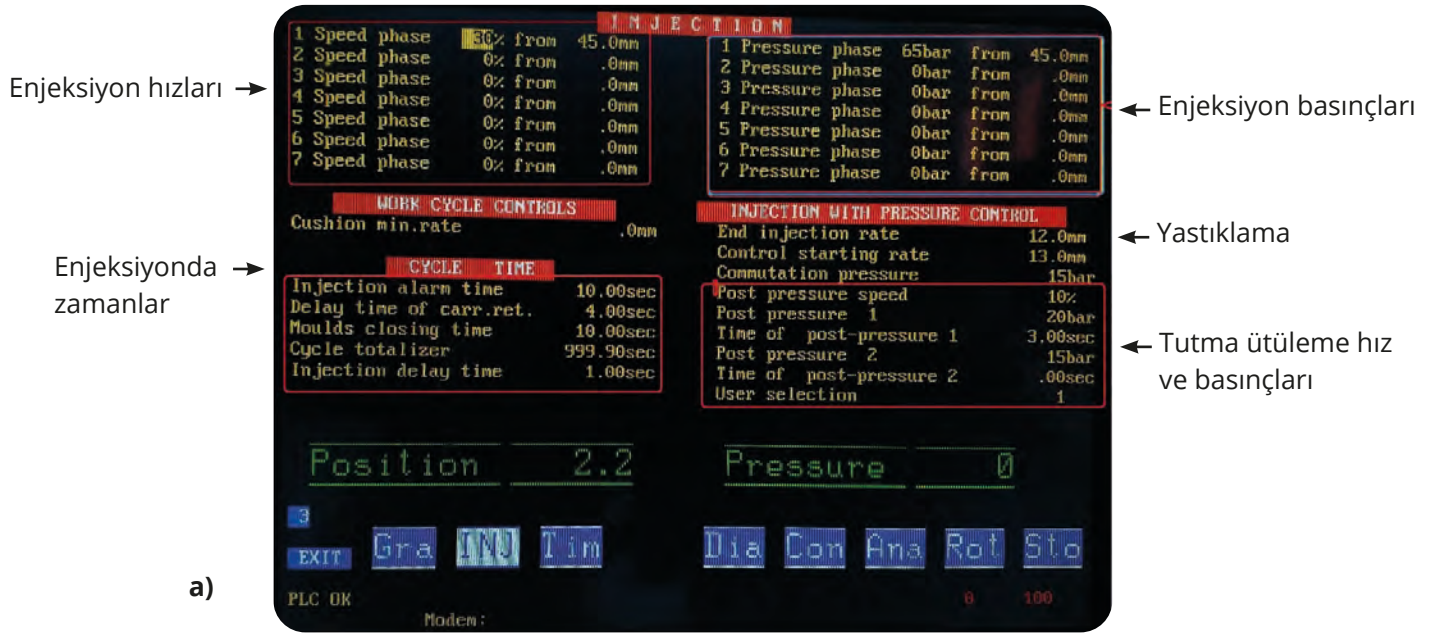 INJECTION
1 Speed phase 30% from 45.0mm
2 Speed phase 0% from .0mm
3 Speed phase 0% from .0mm
4 Speed phase 0% from .0mm
5 Speed phase 0% from .0mm
6 Speed phase 0% from .0mm
7 Speed phase 0% from .0mm
Enjeksiyon hızları
1 Pressure phase 65bar from 45.0mm
2 Pressure phase 0bar from .0mm
3 Pressure phase 0bar from .0mm
4 Pressure phase 0bar from .0mm
5 Pressure phase 0bar from .0mm
6 Pressure phase 0bar from .0mm
7 Pressure phase 0bar from .0mm
Enjeksiyon basınçları
WORK CYCLE CONTROLS
Cushion min.rate .0mm
CYCLE TIME
Injection alarm time 10.00sec
Delay time of carr.ret. 4.00sec
Moulds closing time 10.00sec
Cycle totalizer 999.90sec
Injection delay time 1.00sec
Enjeksiyonda
zamanlar
INJECTION WITH PRESSURE CONTROL
End injection rate 12.0mm
Control starting rate 13.0mm
Commutation pressure 15bar
Post pressure speed 10%
Post pressure 1 20bar
Time of post-pressure 1 3.00sec
Post pressure 2 15bar
Time of post-pressure 2 .00sec
User selection 1
Yastıklama
Tutma ütüleme hız
ve basınçları
Position 2.2
Pressure 0
3
EXIT Gra INJ Tim Dia Con Ana Rot Sto
a)
PLC OK
0 100
Modem: